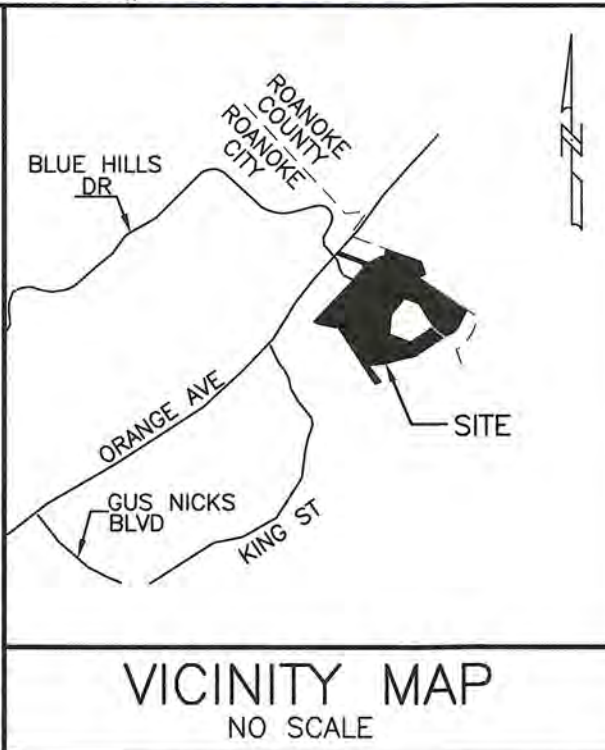 ROANOKE
COUNTY
ROANOKE
CITY
N
BLUE HILLS
DR
ORANGE AVE
SITE
GUS NICKS
BLVD
KING ST
VICINITY MAP
NO SCALE